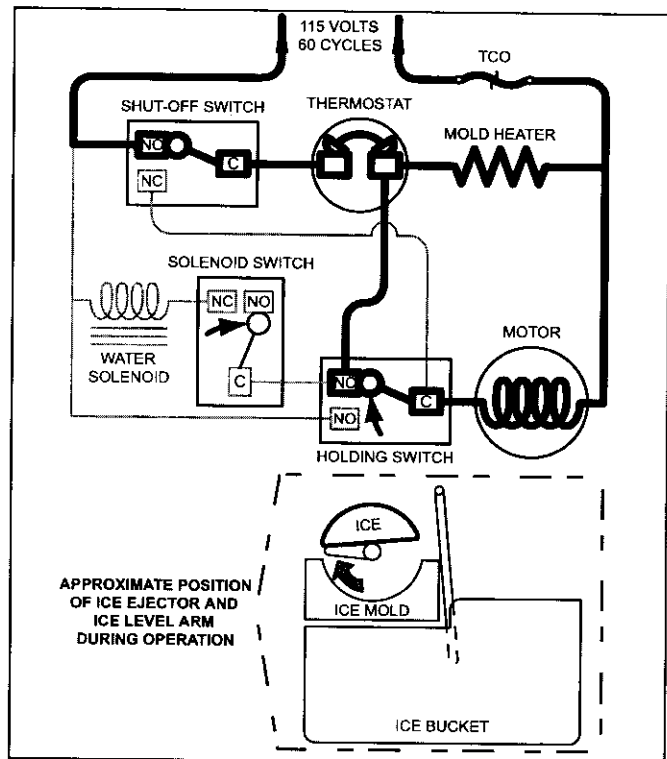 115 VOLTS
60 CYCLES
TCO
SHUT-OFF SWITCH
THERMOSTAT
MOLD HEATER
NO
C
NC
SOLENOID SWITCH
NC
NO
WATER
SOLENOID
C
MOTOR
NC
C
NO
HOLDING SWITCH
ICE
APPROXIMATE POSITION
OF ICE EJECTOR AND
ICE LEVEL ARM
DURING OPERATION
ICE MOLD
ICE BUCKET